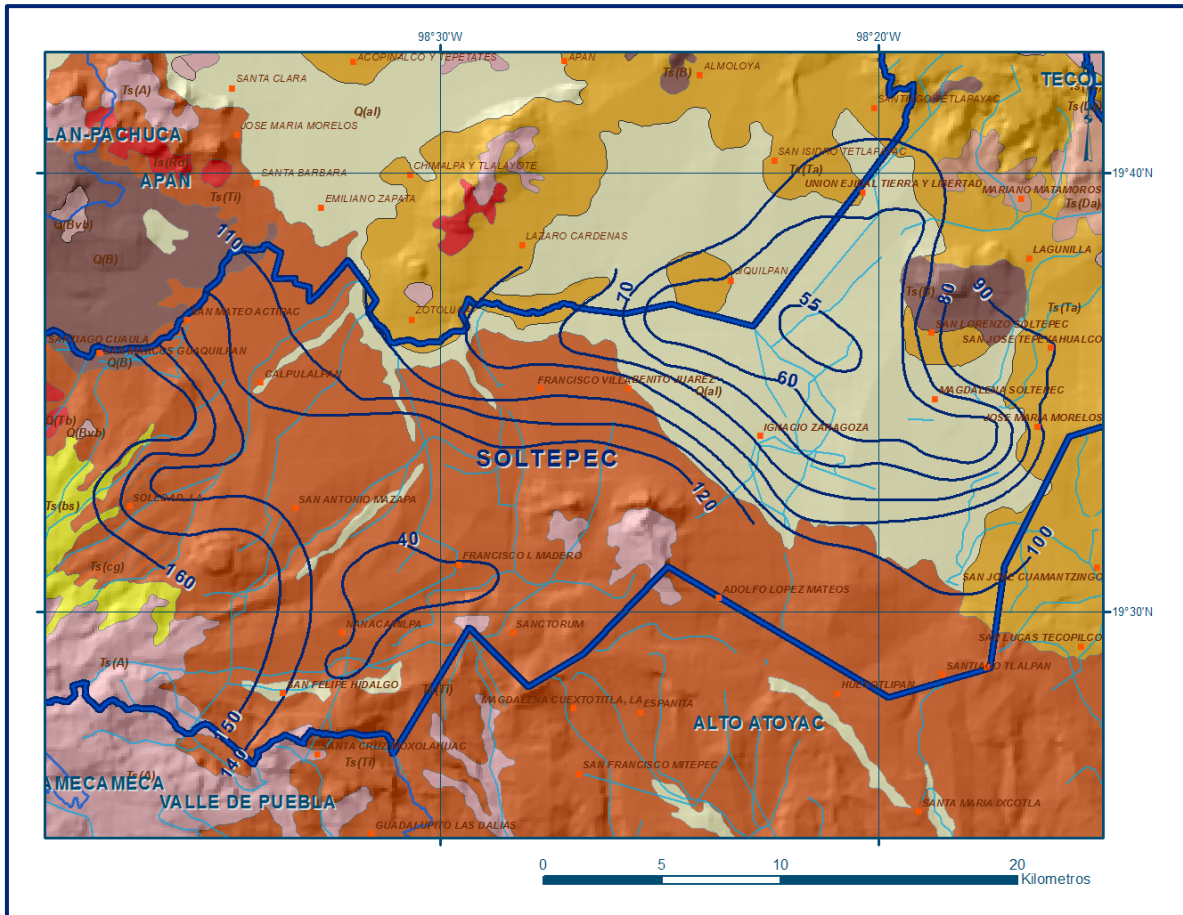 98°30'W
98°20'W
ACOPINALCO Y TEPETATES
APAN
ALMOLOYA
Ts(B)
TECOL
SANTA CLARA
Ts(A)
Q(al)
SANTIAGO TETLAPAYAC
LAN-PACHUCA
JOSE MARIA MORELOS
SAN ISIDRO TETLAPAYAC
Ts(Rd)
APAN
SANTA BARBARA
CHIMALPA Y TLALAYOTE
Ts(Ta)
19°40'N
UNION EJIDAL TIERRA Y LIBERTAD
MARIANO MATAMOROS
Ts(Ti)
EMILIANO ZAPATA
Ts(Da)
Q(Bvb)
110
LAZARO CARDENAS
LAGUNILLA
Q(B)
70
55
80
90
Ts(B)
Ts(Ta)
SAN MATEO ACTIPAC
ZOTOLU
SAN LORENZO SOLTEPEC
SANTIAGO CUAULA
SAN JOSE TEPEYAHUALCO
SAN MARCOS GUAQUILPAN
Q(B)
60
CALPULALPAN
FRANCISCO VILLA
BENITO JUAREZ
Q(al)
MAGDALENA SOLTEPEC
Q(Tb)
Q(Bvb)
JOSE MARIA MORELOS
IGNACIO ZARAGOZA
SOLTEPEC
120
Ts(bs)
SOLEDAD, LA
SAN ANTONIO MAZAPA
40
100
Ts(cg)
160
FRANCISCO I. MADERO
SAN JOSE CUAMANTZINGO
ADOLFO LOPEZ MATEOS
19°30'N
NANACAMILPA
SANCTORUM
SAN LUCAS TECOPILCO
Ts(A)
SANTIAGO TLALPAN
SAN FELIPE HIDALGO
Ts(Ti)
HUEYOTLIPAN
MAGDALENA CUEXTOTITLA, LA
ESPANITA
150
ALTO ATOYAC
140
SANTA CRUZ MOXOLAHUAC
Ts(Ti)
AMECAMECA
Ts(A)
SAN FRANCISCO MITEPEC
VALLE DE PUEBLA
SANTA MARIA IXCOTLA
GUADALUPITO LAS DALIAS
0
5
10
20
Kilometros